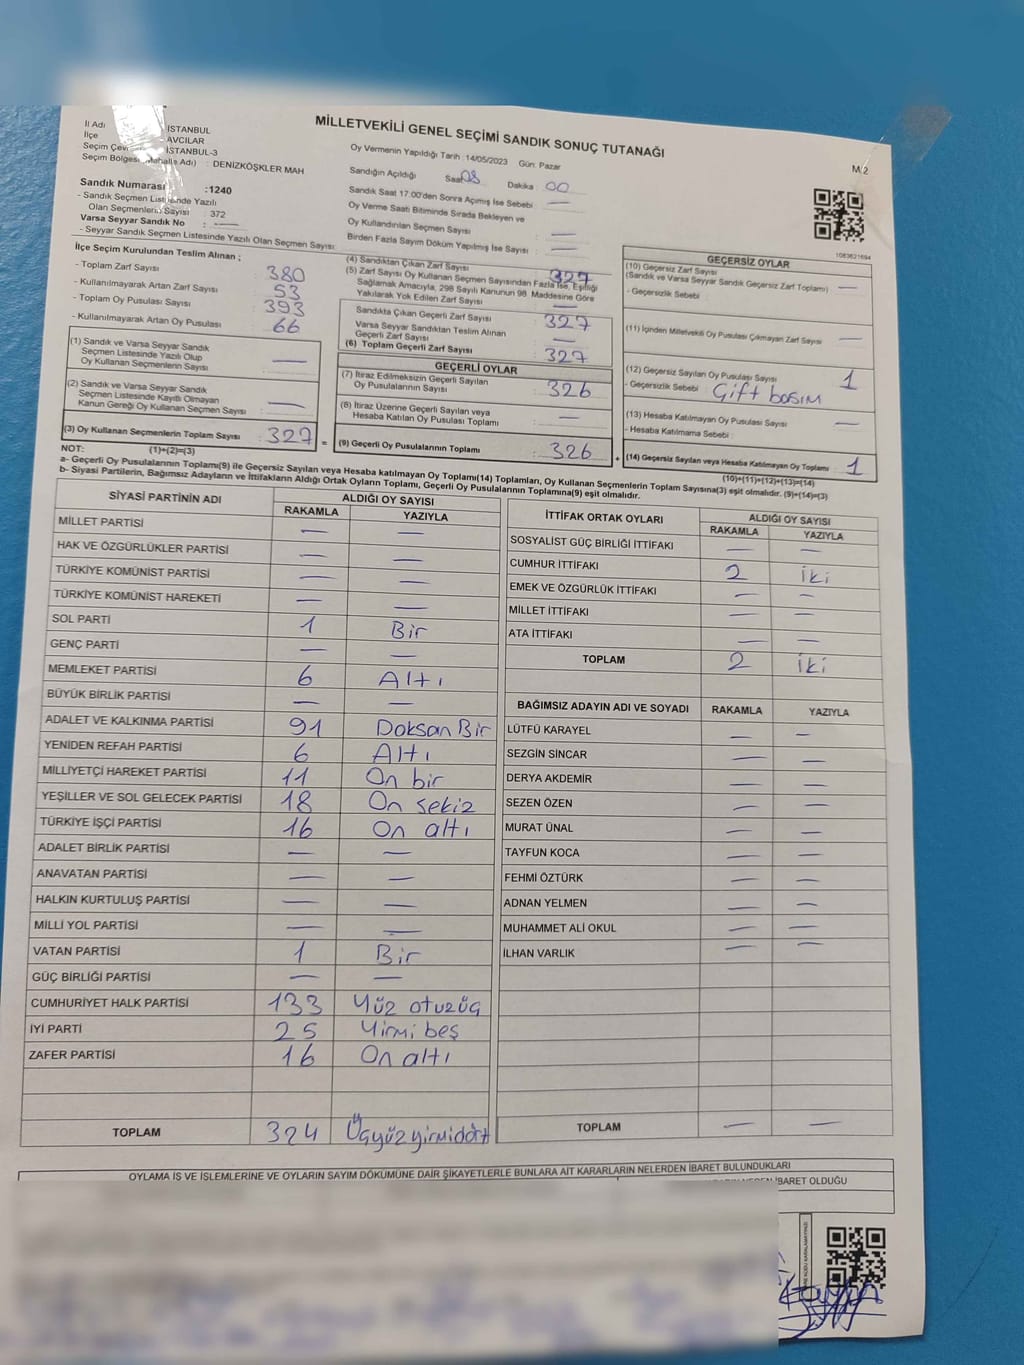 MİLLETVEKİLİ GENEL SEÇİMİ SANDIK SONUÇ TUTANAĞI
M/2
İl Adı : İSTANBUL
İlçe : AVCILAR
Seçim Çev : İSTANBUL-3
Seçim Bölgesi (Mahalle Adı) : DENİZKÖŞKLER MAH
Sandık Numarası :1240
- Sandık Seçmen Listesinde Yazılı
Olan Seçmenlerin Sayısı : 372
Varsa Seyyar Sandık No : —
- Seyyar Sandık Seçmen Listesinde Yazılı Olan Seçmen Sayısı:
Oy Vermenin Yapıldığı Tarih :14/05/2023 Gün: Pazar
Sandığın Açıldığı Saat 08 Dakika 00
Sandık Saat 17.00'den Sonra Açımış İse Sebebi : —
Oy Verme Saati Bitiminde Sırada Bekleyen ve
Oy Kullandırılan Seçmen Sayısı : —
Birden Fazla Sayım Döküm Yapılmış İse Sayısı : —
1083621694
İlçe Seçim Kurulundan Teslim Alınan ;
- Toplam Zarf Sayısı : 380
- Kullanılmayarak Artan Zarf Sayısı : 53
- Toplam Oy Pusulası Sayısı : 393
- Kullanılmayarak Artan Oy Pusulası : 66
(1) Sandık ve Varsa Seyyar Sandık
Seçmen Listesinde Yazılı Olup
Oy Kullanan Seçmenlerin Sayısı : —
(2) Sandık ve Varsa Seyyar Sandık
Seçmen Listesinde Kayıtlı Olmayan
Kanun Gereği Oy Kullanan Seçmen Sayısı : —
(3) Oy Kullanan Seçmenlerin Toplam Sayısı : 327 =
(1)+(2)=(3)
(4) Sandıktan Çıkan Zarf Sayısı : 327
(5) Zarf Sayısı Oy Kullanan Seçmen Sayısından Fazla İse, Eşitliği
Sağlamak Amacıyla, 298 Sayılı Kanunun 98. Maddesine Göre
Yakılarak Yok Edilen Zarf Sayısı : —
Sandıkta Çıkan Geçerli Zarf Sayısı : 327
Varsa Seyyar Sandıktan Teslim Alınan
Geçerli Zarf Sayısı : —
(6) Toplam Geçerli Zarf Sayısı : 327
GEÇERLİ OYLAR
(7) İtiraz Edilmeksizin Geçerli Sayılan
Oy Pusulalarının Sayısı : 326
(8) İtiraz Üzerine Geçerli Sayılan veya
Hesaba Katılan Oy Pusulası Toplamı : —
(9) Geçerli Oy Pusulalarının Toplamı : 326 +
GEÇERSİZ OYLAR
(10) Geçersiz Zarf Sayısı
(Sandık ve Varsa Seyyar Sandık Geçersiz Zarf Toplamı) : —
- Geçersizlik Sebebi :
(11) İçinden Milletvekili Oy Pusulası Çıkmayan Zarf Sayısı : —
(12) Geçersiz Sayılan Oy Pusulası Sayısı : 1
- Geçersizlik Sebebi : Çift basım
(13) Hesaba Katılmayan Oy Pusulası Sayısı : —
- Hesaba Katılmama Sebebi :
(14) Geçersiz Sayılan veya Hesaba Katılmayan Oy Toplamı : 1
(10)+(11)+(12)+(13)=(14)
NOT:
a- Geçerli Oy Pusulalarının Toplamı(9) ile Geçersiz Sayılan veya Hesaba katılmayan Oy Toplamı(14) Toplamları, Oy Kullanan Seçmenlerin Toplam Sayısına(3) eşit olmalıdır. (9)+(14)=(3)
b- Siyasi Partilerin, Bağımsız Adayların ve İttifakların Aldığı Ortak Oyların Toplamı, Geçerli Oy Pusulalarının Toplamına(9) eşit olmalıdır.
SİYASİ PARTİNİN ADI ALDIĞI OY SAYISI
RAKAMLA YAZIYLA
MİLLET PARTİSİ — —
HAK VE ÖZGÜRLÜKLER PARTİSİ — —
TÜRKİYE KOMÜNİST PARTİSİ — —
TÜRKİYE KOMÜNİST HAREKETİ — —
SOL PARTİ 1 Bir
GENÇ PARTİ — —
MEMLEKET PARTİSİ 6 Altı
BÜYÜK BİRLİK PARTİSİ — —
ADALET VE KALKINMA PARTİSİ 91 Doksan Bir
YENİDEN REFAH PARTİSİ 6 Altı
MİLLİYETÇİ HAREKET PARTİSİ 11 On bir
YEŞİLLER VE SOL GELECEK PARTİSİ 18 On sekiz
TÜRKİYE İŞÇİ PARTİSİ 16 On altı
ADALET BİRLİK PARTİSİ — —
ANAVATAN PARTİSİ — —
HALKIN KURTULUŞ PARTİSİ — —
MİLLİ YOL PARTİSİ — —
VATAN PARTİSİ 1 Bir
GÜÇ BİRLİĞİ PARTİSİ — —
CUMHURİYET HALK PARTİSİ 133 Yüz otuzüç
İYİ PARTİ 25 Yirmi beş
ZAFER PARTİSİ 16 On altı
TOPLAM 324 Üçyüzyirmidört
İTTİFAK ORTAK OYLARI ALDIĞI OY SAYISI
RAKAMLA YAZIYLA
SOSYALİST GÜÇ BİRLİĞİ İTTİFAKI — —
CUMHUR İTTİFAKI 2 İki
EMEK VE ÖZGÜRLÜK İTTİFAKI — —
MİLLET İTTİFAKI — —
ATA İTTİFAKI — —
TOPLAM 2 İki
BAĞIMSIZ ADAYIN ADI VE SOYADI RAKAMLA YAZIYLA
LÜTFÜ KARAYEL — —
SEZGİN SİNCAR — —
DERYA AKDEMİR — —
SEZEN ÖZEN — —
MURAT ÜNAL — —
TAYFUN KOCA — —
FEHMİ ÖZTÜRK — —
ADNAN YELMEN — —
MUHAMMET ALİ OKUL — —
İLHAN VARLIK — —
TOPLAM — —
OYLAMA İŞ VE İŞLEMLERİNE VE OYLARIN SAYIM DÖKÜMÜNE DAİR ŞİKAYETLERLE BUNLARA AİT KARARLARIN NELERDEN İBARET BULUNDUKLARI
İBARET OLDUĞU